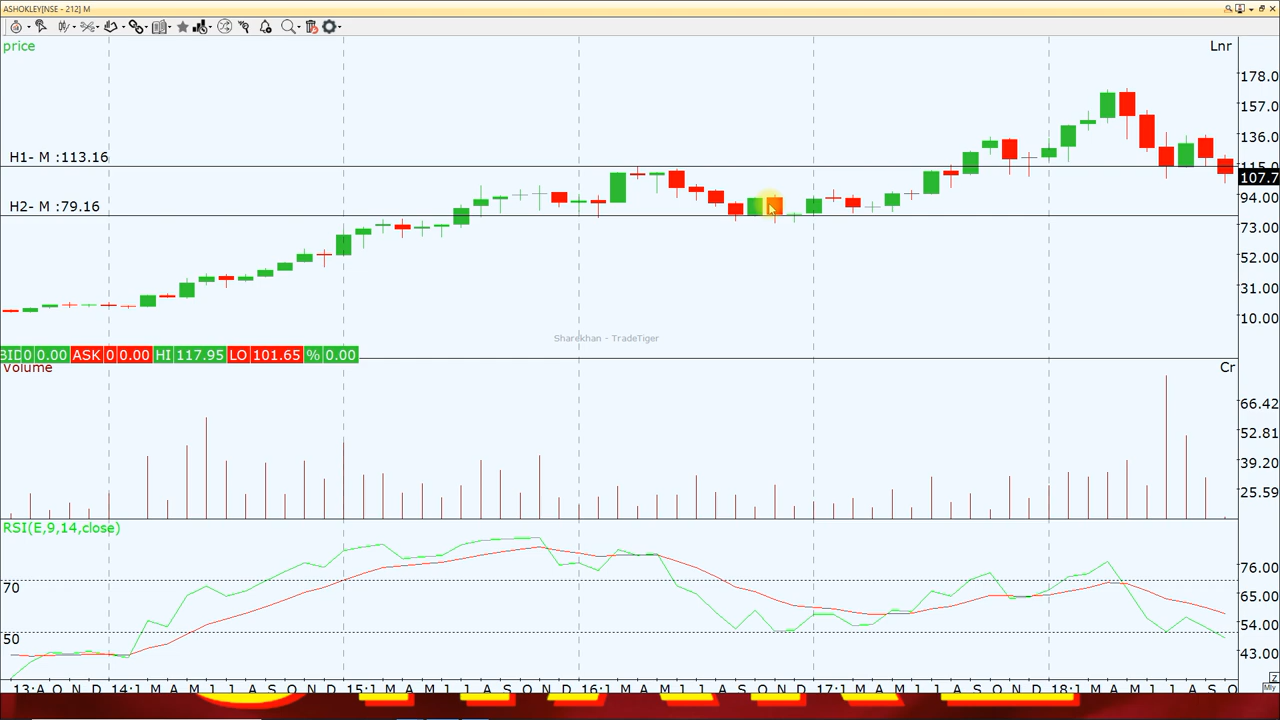 ASHOKLEY[NSE - 212] M
price
Lnr
178.0
157.0
136.0
H1- M :113.16
115.0
107.7
94.00
H2- M :79.16
73.00
52.00
31.00
10.00
Sharekhan - TradeTiger
BID 0 0.00 ASK 0 0.00 HI 117.95 LO 101.65 % 0.00
volume
Cr
66.42
52.81
39.20
25.59
RSI(E,9,14,close)
76.00
70
65.00
54.00
50
43.00
13:A O N D 14:1 M A M J J A S O N D 15:1 F M A M J J A S O N D 16:1 F M A M J J A S O N D 17:1 F M A M J J A S O N D 18:1 F M A M J J A S O
Mly